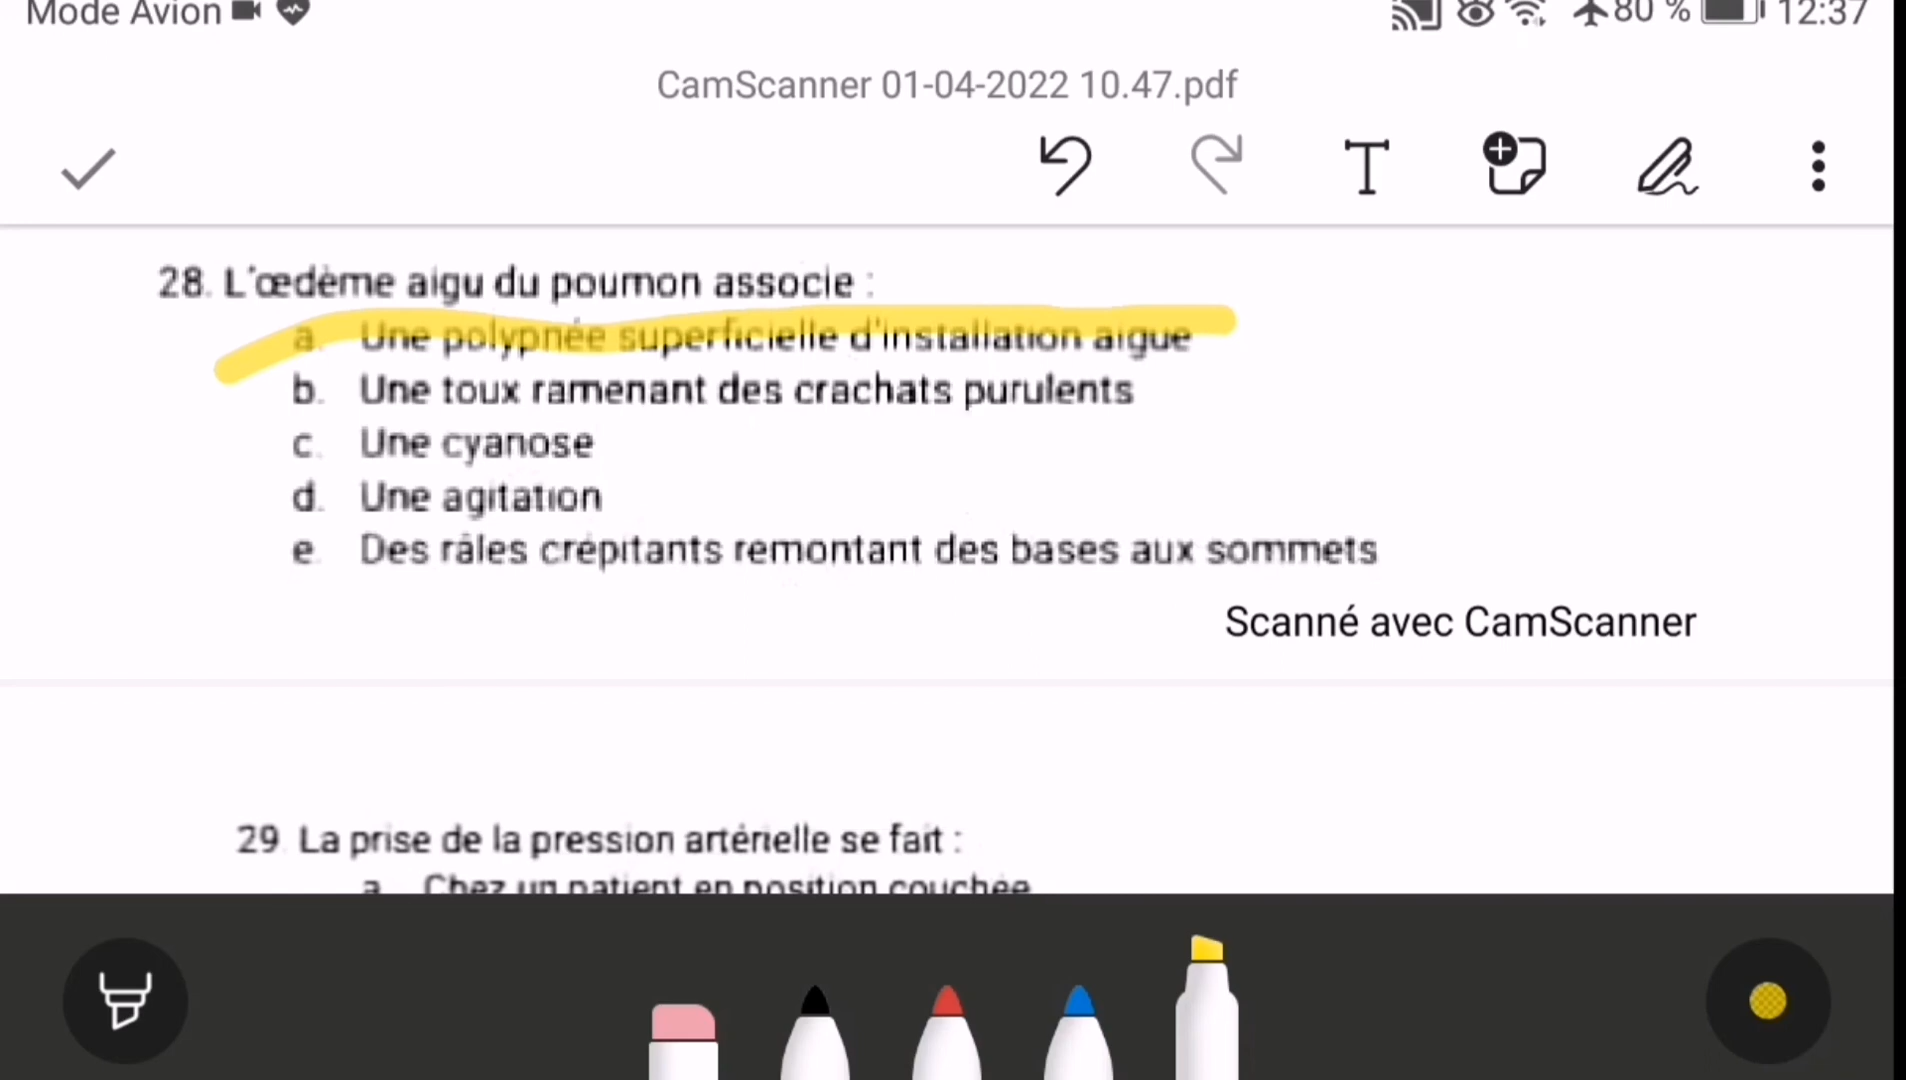 Mode Avion
80 %
12:37
CamScanner 01-04-2022 10.47.pdf
28. L'œdème aigu du poumon associe :
a. Une polypnée superficielle d'installation aigue
b. Une toux ramenant des crachats purulents
c. Une cyanose
d. Une agitation
e. Des râles crépitants remontant des bases aux sommets
Scanné avec CamScanner
29. La prise de la pression artérielle se fait :
a. Chez un patient en position couchée